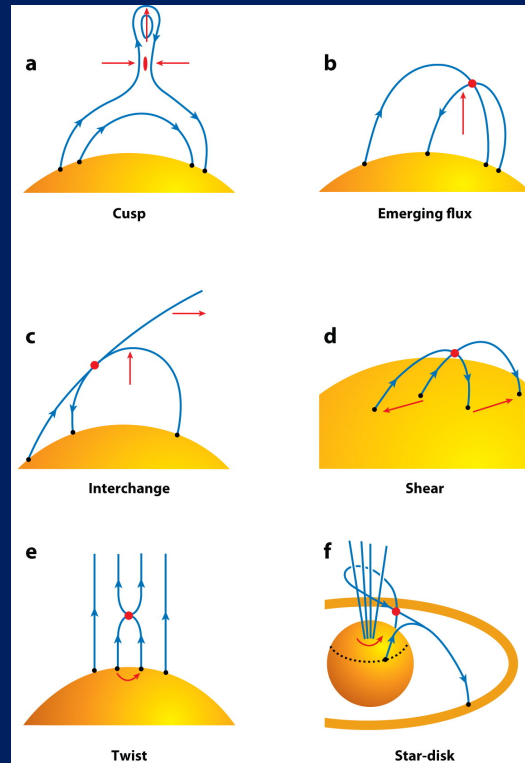 a
b
Cusp
Emerging flux
c
d
Interchange
Shear
e
f
Twist
Star-disk